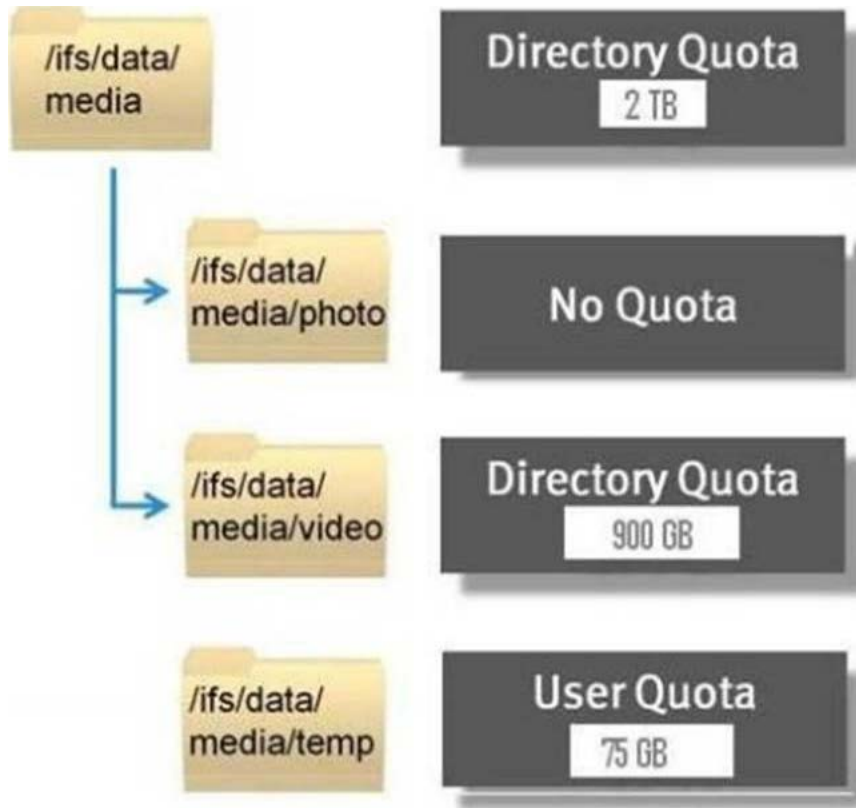 /ifs/data/
media
Directory Quota
2 TB
/ifs/data/
media/photo
No Quota
/ifs/data/
media/video
Directory Quota
900 GB
/ifs/data/
media/temp
User Quota
75 GB